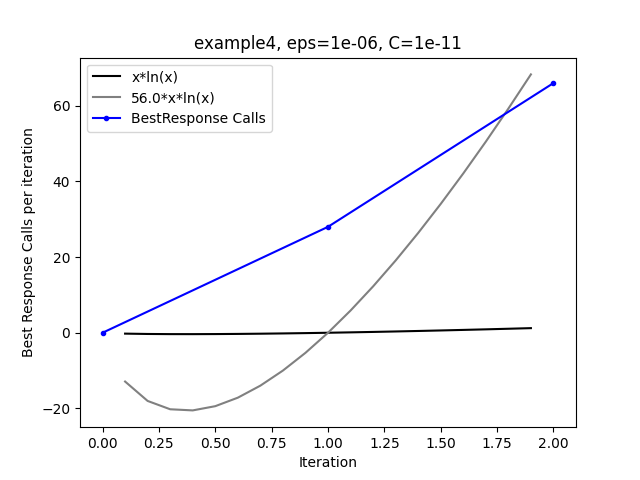 example4, eps=1e-06, C=1e-11
x*ln(x)
56.0*x*ln(x)
BestResponse Calls
Best Response Calls per iteration
60
40
20
0
−20
0.00 0.25 0.50 0.75 1.00 1.25 1.50 1.75 2.00
Iteration